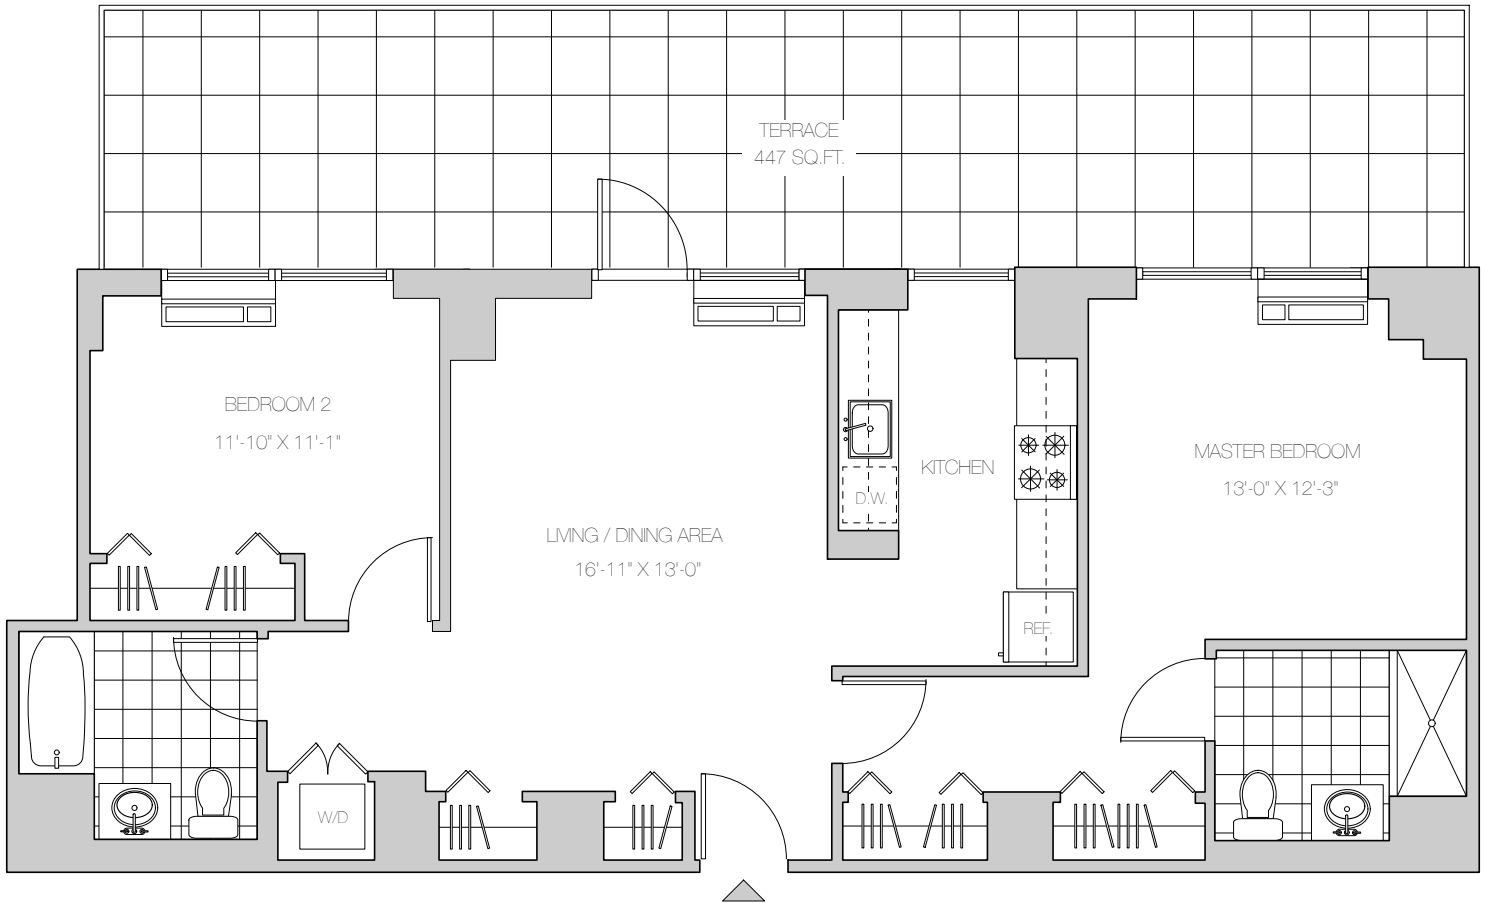 TERRACE
447 SQ.FT.
BEDROOM 2
11'-10" X 11'-1"
LIVING / DINING AREA
16'-11" X 13'-0"
KITCHEN
D.W.
REF.
MASTER BEDROOM
13'-0" X 12'-3"
W/D